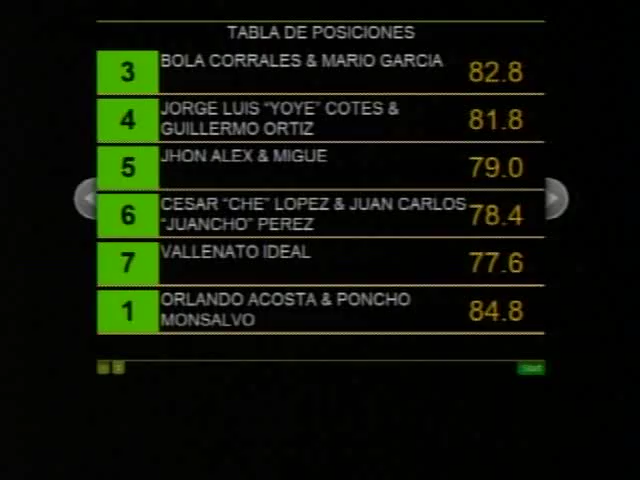 TABLA DE POSICIONES
3 BOLA CORRALES & MARIO GARCIA 82.8
4 JORGE LUIS “YOYE” COTES &
GUILLERMO ORTIZ 81.8
5 JHON ALEX & MIGUE 79.0
6 CESAR “CHE” LOPEZ & JUAN CARLOS
“JUANCHO” PEREZ 78.4
7 VALLENATO IDEAL 77.6
1 ORLANDO ACOSTA & PONCHO
MONSALVO 84.8
Start